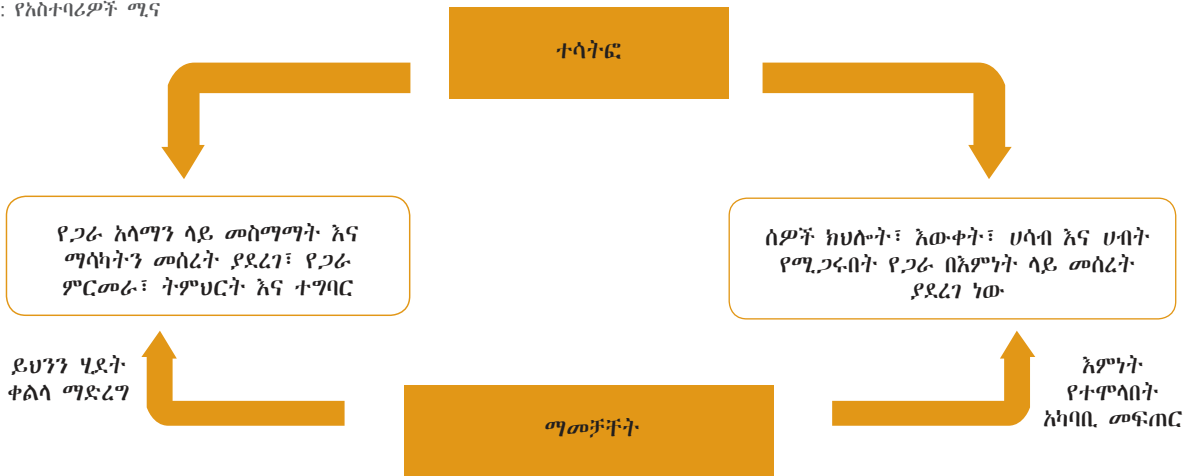 : የአስተባሪዎች ሚና
ተሳትፎ
የጋራ አላማን ላይ መስማማት እና
ማሳካትን መሰረት ያደረገ፣ የጋራ
ምርመራ፣ ትምህርት እና ተግባር
ሰዎች ክህሎት፣ እውቀት፣ ሀሳብ እና ሀብት
የሚጋሩበት የጋራ በእምነት ላይ መሰረት
ያደረገ ነው
ይህንን ሂደት
ቀልላ ማድረግ
ማመቻቸት
እምነት
የተሞላበት
አካባቢ መፍጠር